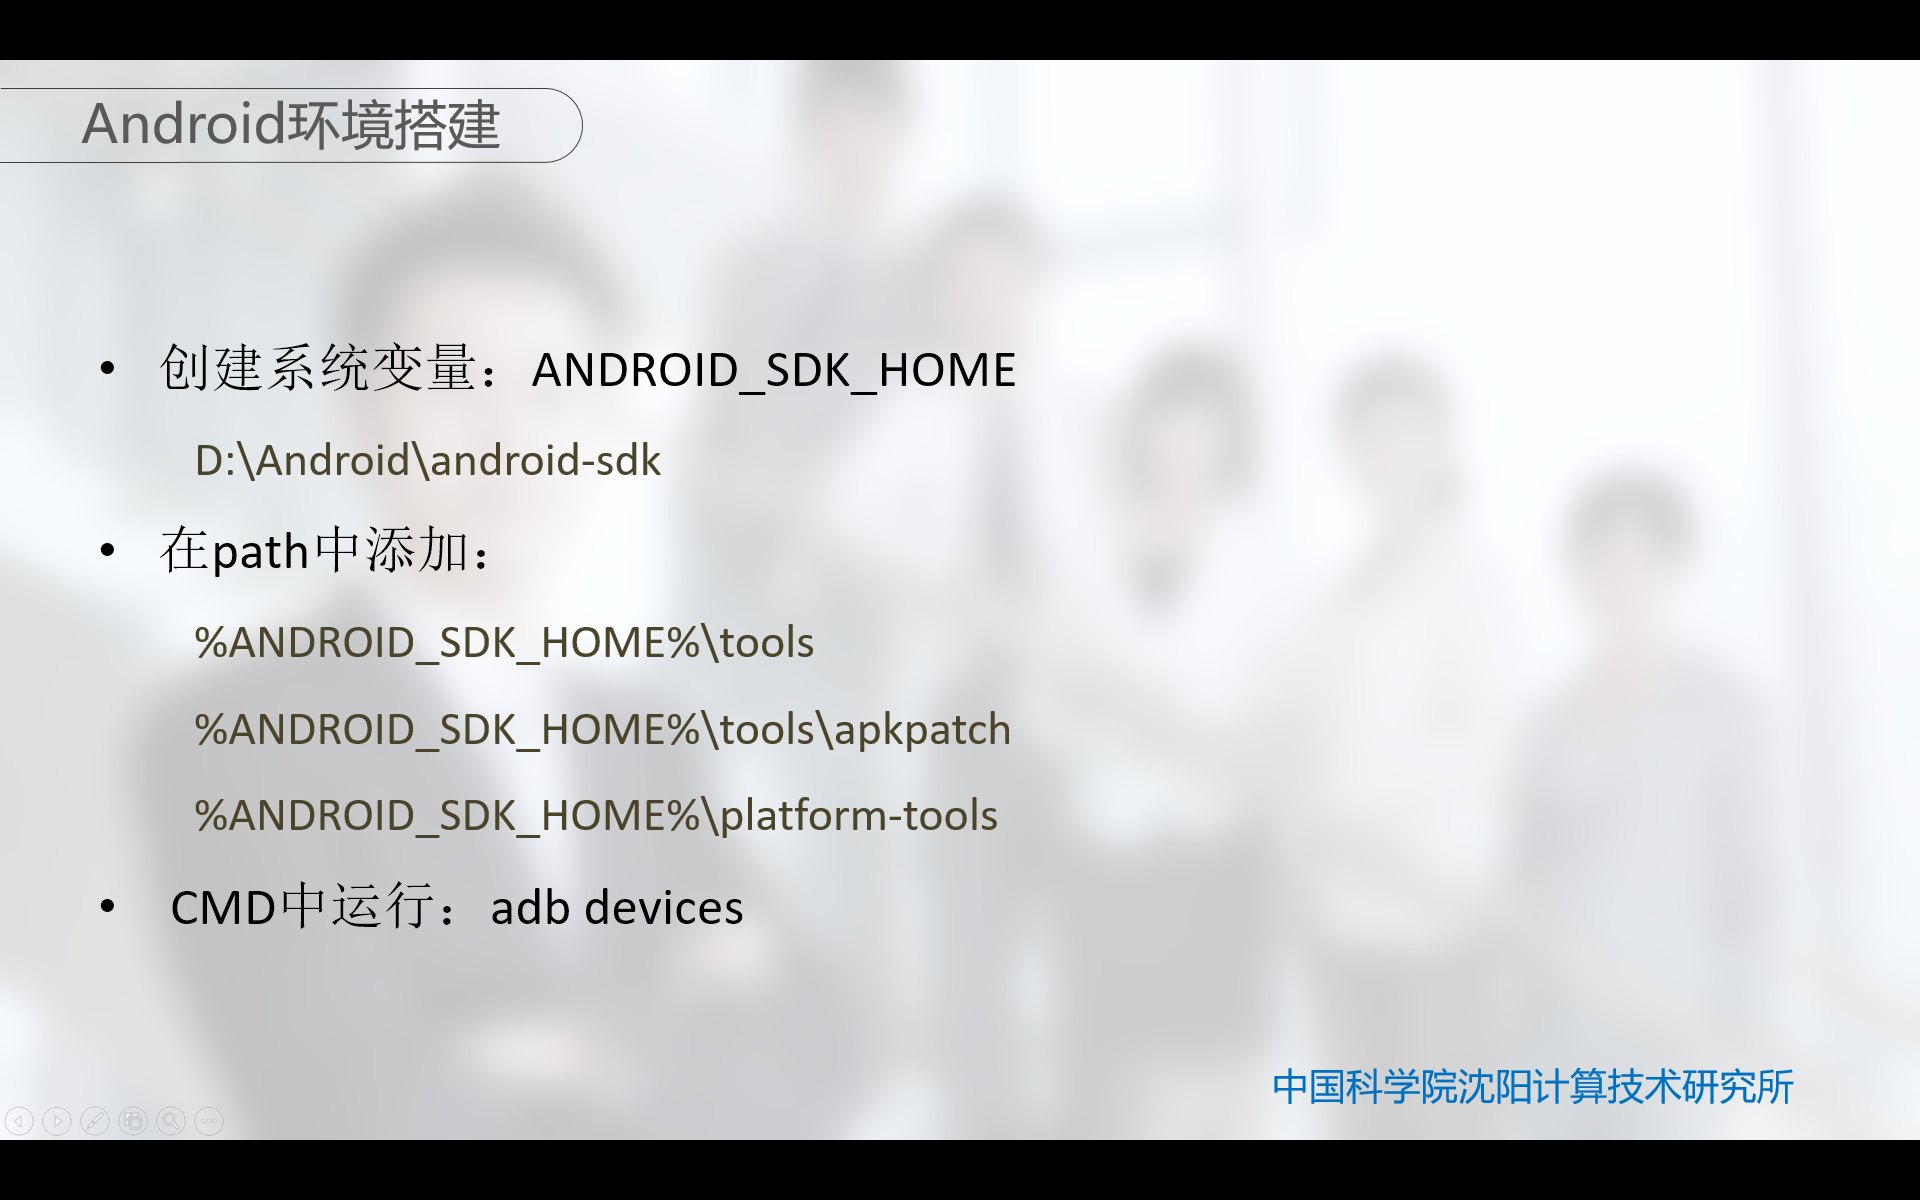 Android环境搭建
• 创建系统变量：ANDROID_SDK_HOME
D:\Android\android-sdk
• 在path中添加：
%ANDROID_SDK_HOME%\tools
%ANDROID_SDK_HOME%\tools\apkpatch
%ANDROID_SDK_HOME%\platform-tools
• CMD中运行：adb devices
中国科学院沈阳计算技术研究所